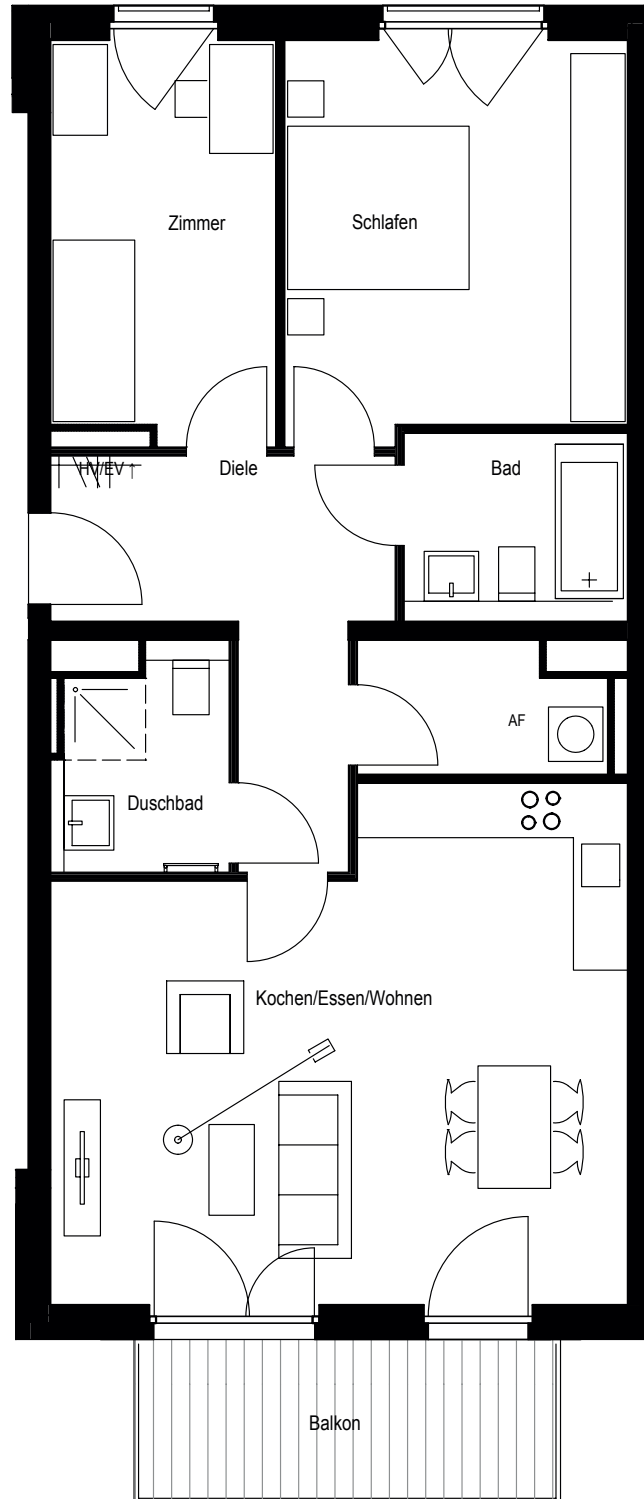 Zimmer
Schlafen
HV/EV ↑
Diele
Bad
AF
Duschbad
Kochen/Essen/Wohnen
Balkon